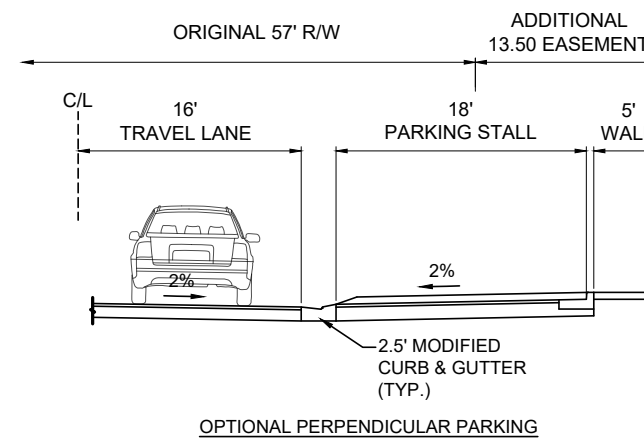 ORIGINAL 57' R/W
ADDITIONAL
13.50 EASEMENT
C/L
16'
TRAVEL LANE
18'
PARKING STALL
5'
WAL
2%
2%
2.5' MODIFIED
CURB & GUTTER
(TYP.)
OPTIONAL PERPENDICULAR PARKING